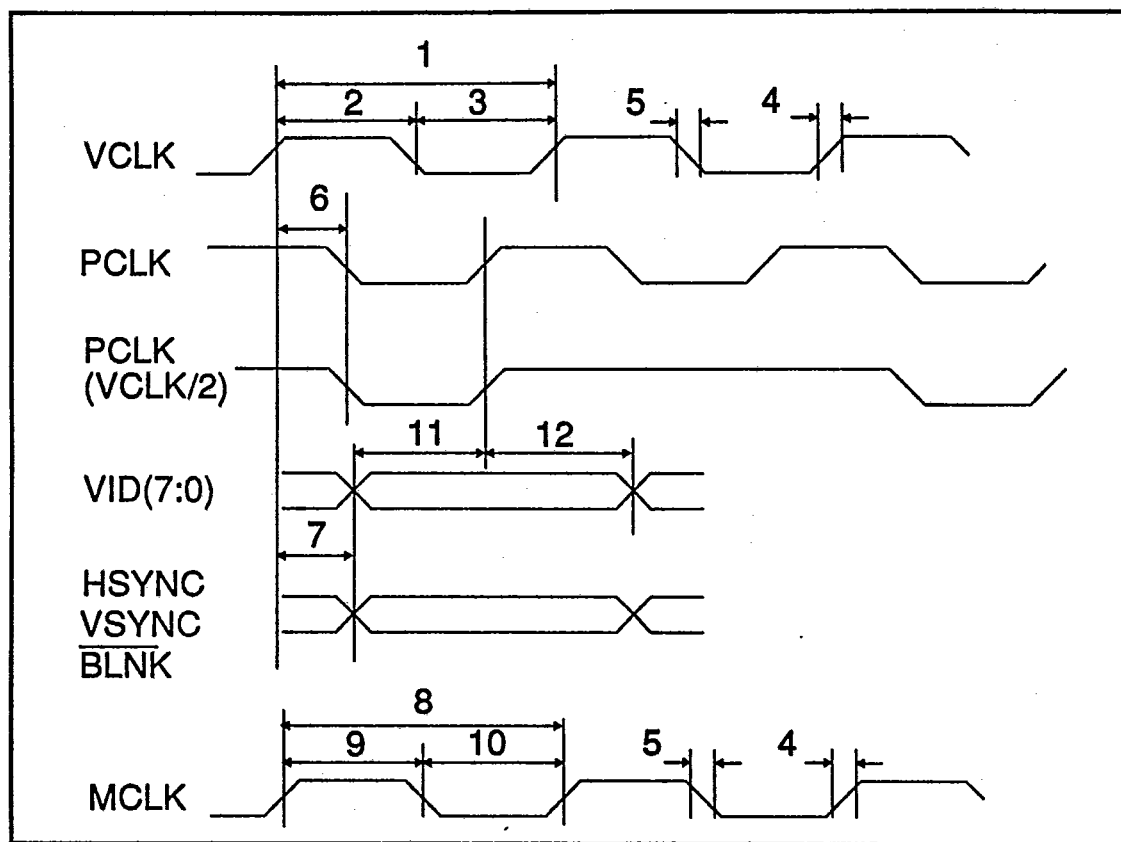 1
2 3 5 4
VCLK
6
PCLK
PCLK
(VCLK/2)
11 12
VID(7:0)
7
HSYNC
VSYNC
BLNK
8
9 10 5 4
MCLK